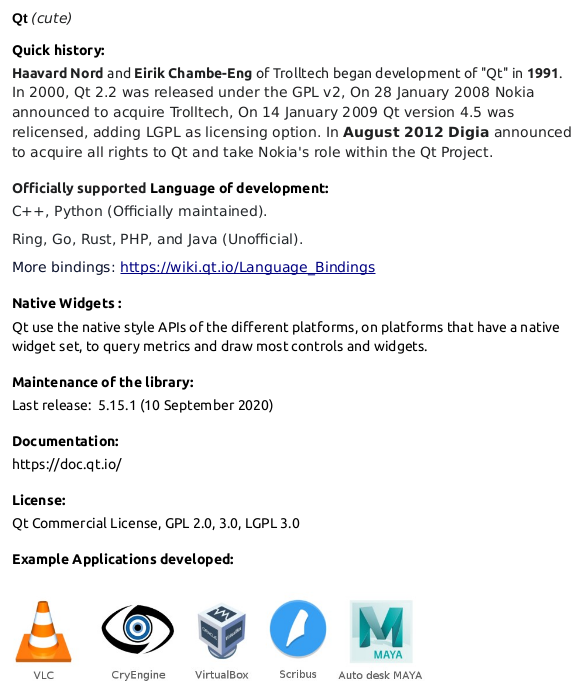 Qt (cute)
Quick history:
Haavard Nord and Eirik Chambe-Eng of Trolltech began development of "Qt" in 1991.
In 2000, Qt 2.2 was released under the GPL v2, On 28 January 2008 Nokia
announced to acquire Trolltech, On 14 January 2009 Qt version 4.5 was
relicensed, adding LGPL as licensing option. In August 2012 Digia announced
to acquire all rights to Qt and take Nokia's role within the Qt Project.
Officially supported Language of development:
C++, Python (Officially maintained).
Ring, Go, Rust, PHP, and Java (Unofficial).
More bindings: https://wiki.qt.io/Language_Bindings
Native Widgets :
Qt use the native style APIs of the different platforms, on platforms that have a native
widget set, to query metrics and draw most controls and widgets.
Maintenance of the library:
Last release:  5.15.1 (10 September 2020)
Documentation:
https://doc.qt.io/
License:
Qt Commercial License, GPL 2.0, 3.0, LGPL 3.0
Example Applications developed:
MAYA
VLC CryEngine VirtualBox Scribus Auto desk MAYA